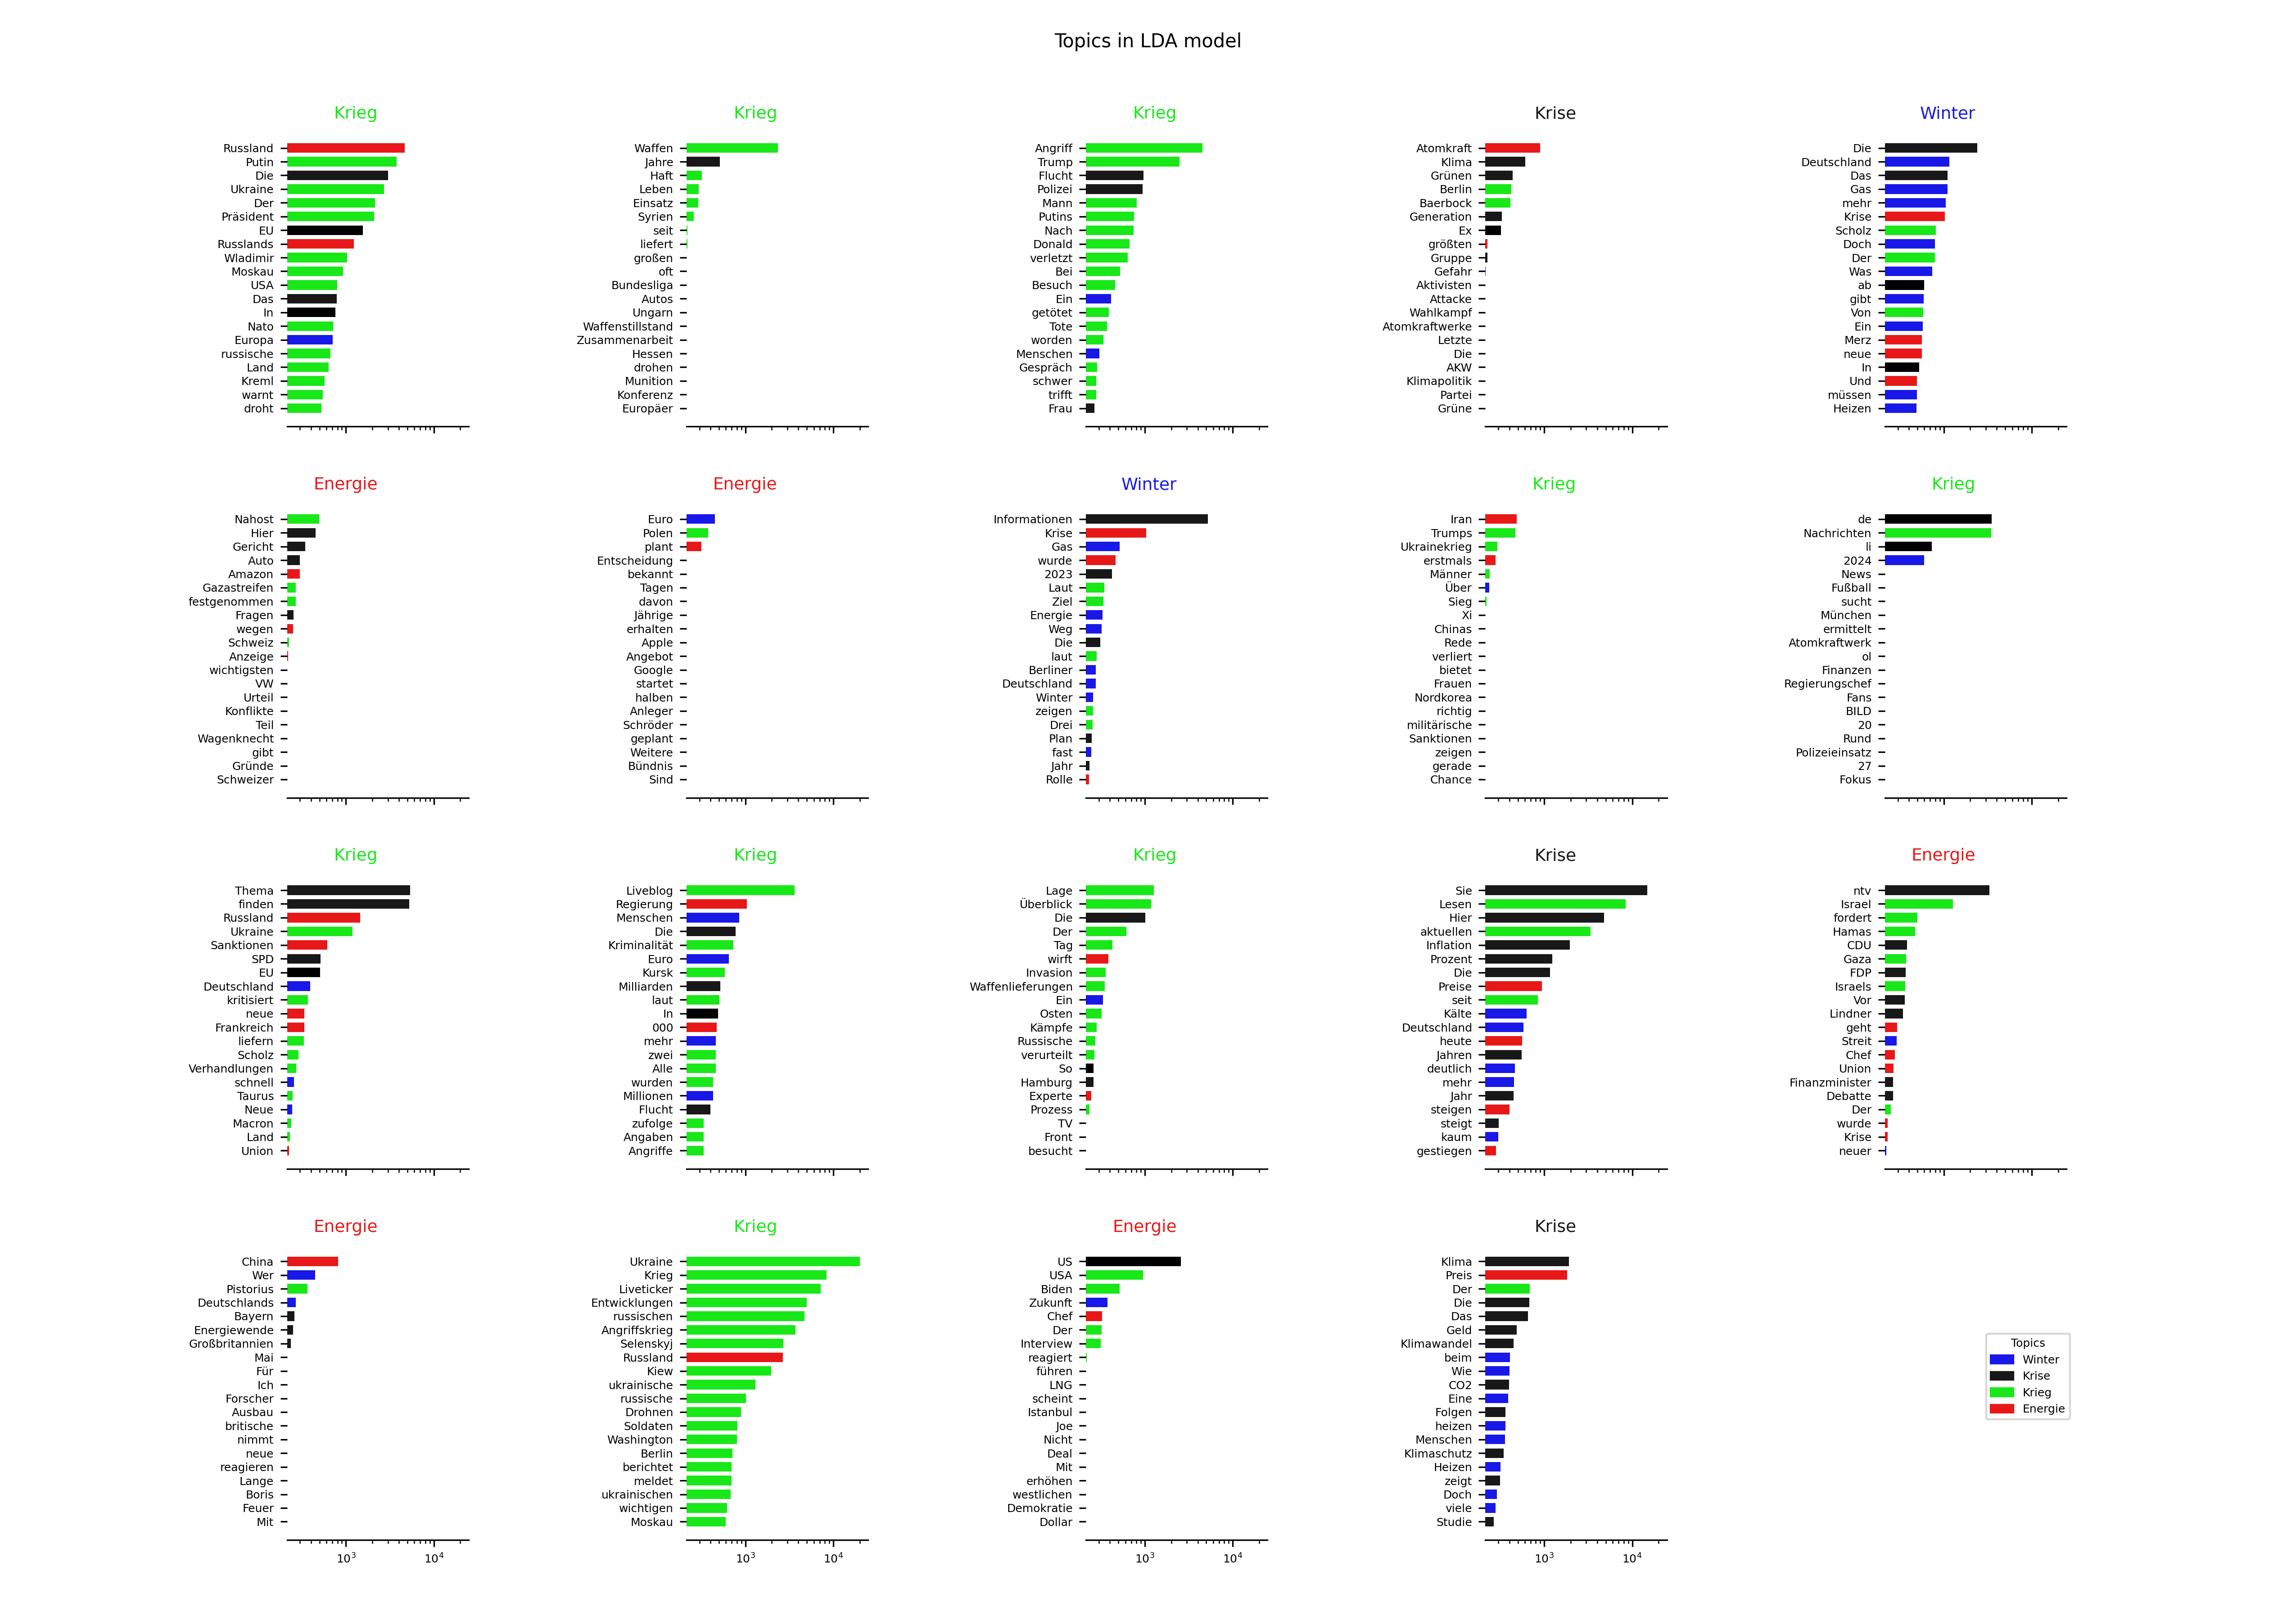 Topics in LDA model
Krieg
Russland
Putin
Die
Ukraine
Der
Präsident
EU
Russlands
Wladimir
Moskau
USA
Das
In
Nato
Europa
russische
Land
Kreml
warnt
droht
Krieg
Waffen
Jahre
Haft
Leben
Einsatz
Syrien
seit
liefert
großen
oft
Bundesliga
Autos
Ungarn
Waffenstillstand
Zusammenarbeit
Hessen
drohen
Munition
Konferenz
Europäer
Krieg
Angriff
Trump
Flucht
Polizei
Mann
Putins
Nach
Donald
verletzt
Bei
Besuch
Ein
getötet
Tote
worden
Menschen
Gespräch
schwer
trifft
Frau
Krise
Atomkraft
Klima
Grünen
Berlin
Baerbock
Generation
Ex
größten
Gruppe
Gefahr
Aktivisten
Attacke
Wahlkampf
Atomkraftwerke
Letzte
Die
AKW
Klimapolitik
Partei
Grüne
Winter
Die
Deutschland
Das
Gas
mehr
Krise
Scholz
Doch
Der
Was
ab
gibt
Von
Ein
Merz
neue
In
Und
müssen
Heizen
Energie
Nahost
Hier
Gericht
Auto
Amazon
Gazastreifen
festgenommen
Fragen
wegen
Schweiz
Anzeige
wichtigsten
VW
Urteil
Konflikte
Teil
Wagenknecht
gibt
Gründe
Schweizer
Energie
Euro
Polen
plant
Entscheidung
bekannt
Tagen
davon
Jährige
erhalten
Apple
Angebot
Google
startet
halben
Anleger
Schröder
geplant
Weitere
Bündnis
Sind
Winter
Informationen
Krise
Gas
wurde
2023
Laut
Ziel
Energie
Weg
Die
laut
Berliner
Deutschland
Winter
zeigen
Drei
Plan
fast
Jahr
Rolle
Krieg
Iran
Trumps
Ukrainekrieg
erstmals
Männer
Über
Sieg
Xi
Chinas
Rede
verliert
bietet
Frauen
Nordkorea
richtig
militärische
Sanktionen
zeigen
gerade
Chance
Krieg
de
Nachrichten
li
2024
News
Fußball
sucht
München
ermittelt
Atomkraftwerk
ol
Finanzen
Regierungschef
Fans
BILD
20
Rund
Polizeieinsatz
27
Fokus
Krieg
Thema
finden
Russland
Ukraine
Sanktionen
SPD
EU
Deutschland
kritisiert
neue
Frankreich
liefern
Scholz
Verhandlungen
schnell
Taurus
Neue
Macron
Land
Union
Krieg
Liveblog
Regierung
Menschen
Die
Kriminalität
Euro
Kursk
Milliarden
laut
In
000
mehr
zwei
Alle
wurden
Millionen
Flucht
zufolge
Angaben
Angriffe
Krieg
Lage
Überblick
Die
Der
Tag
wirft
Invasion
Waffenlieferungen
Ein
Osten
Kämpfe
Russische
verurteilt
So
Hamburg
Experte
Prozess
TV
Front
besucht
Krise
Sie
Lesen
Hier
aktuellen
Inflation
Prozent
Die
Preise
seit
Kälte
Deutschland
heute
Jahren
deutlich
mehr
Jahr
steigen
steigt
kaum
gestiegen
Energie
ntv
Israel
fordert
Hamas
CDU
Gaza
FDP
Israels
Vor
Lindner
geht
Streit
Chef
Union
Finanzminister
Debatte
Der
wurde
Krise
neuer
Energie
China
Wer
Pistorius
Deutschlands
Bayern
Energiewende
Großbritannien
Mai
Für
Ich
Forscher
Ausbau
britische
nimmt
neue
reagieren
Lange
Boris
Feuer
Mit
10³ 10⁴
Krieg
Ukraine
Krieg
Liveticker
Entwicklungen
russischen
Angriffskrieg
Selenskyj
Russland
Kiew
ukrainische
russische
Drohnen
Soldaten
Washington
Berlin
berichtet
meldet
ukrainischen
wichtigen
Moskau
10³ 10⁴
Energie
US
USA
Biden
Zukunft
Chef
Der
Interview
reagiert
führen
LNG
scheint
Istanbul
Joe
Nicht
Deal
Mit
erhöhen
westlichen
Demokratie
Dollar
10³ 10⁴
Krise
Klima
Preis
Der
Die
Das
Geld
Klimawandel
beim
Wie
CO2
Eine
Folgen
heizen
Menschen
Klimaschutz
Heizen
zeigt
Doch
viele
Studie
10³ 10⁴
Topics
Winter
Krise
Krieg
Energie